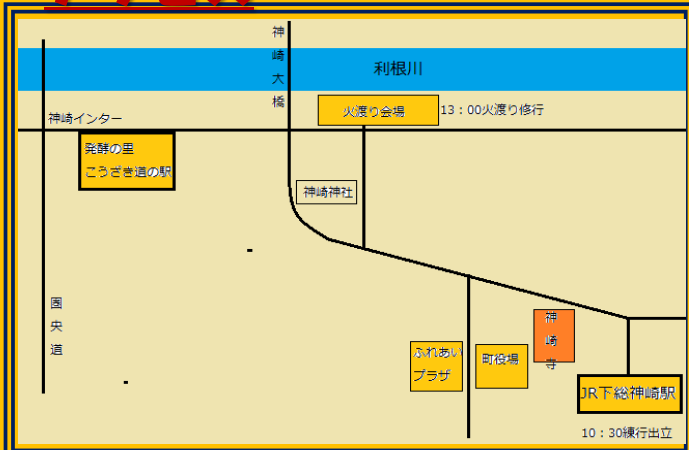 神崎大橋
利根川
火渡り会場
13：00火渡り修行
神崎インター
発酵の里
こうざき道の駅
神崎神社
圏央道
ふれあい
プラザ
町役場
神崎寺
JR下総神崎駅
10：30練行出立